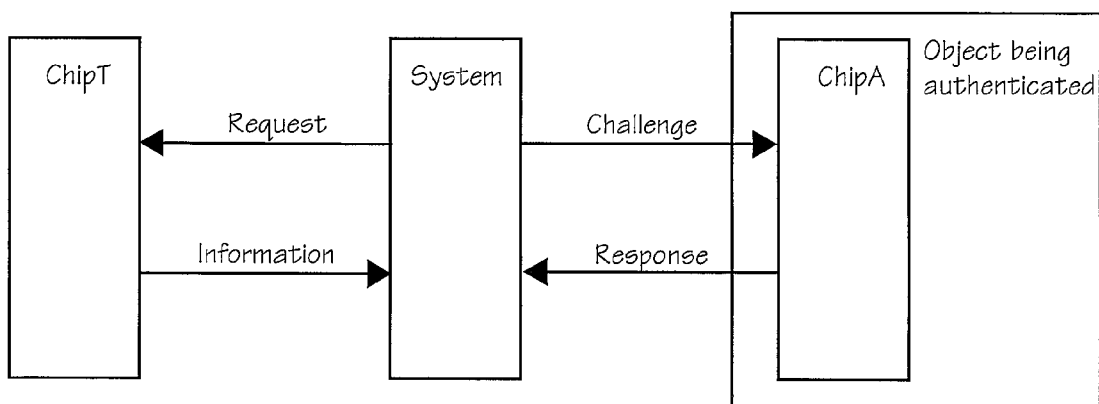 ChipT
System
ChipA
Object being
authenticated
Request
Challenge
Information
Response